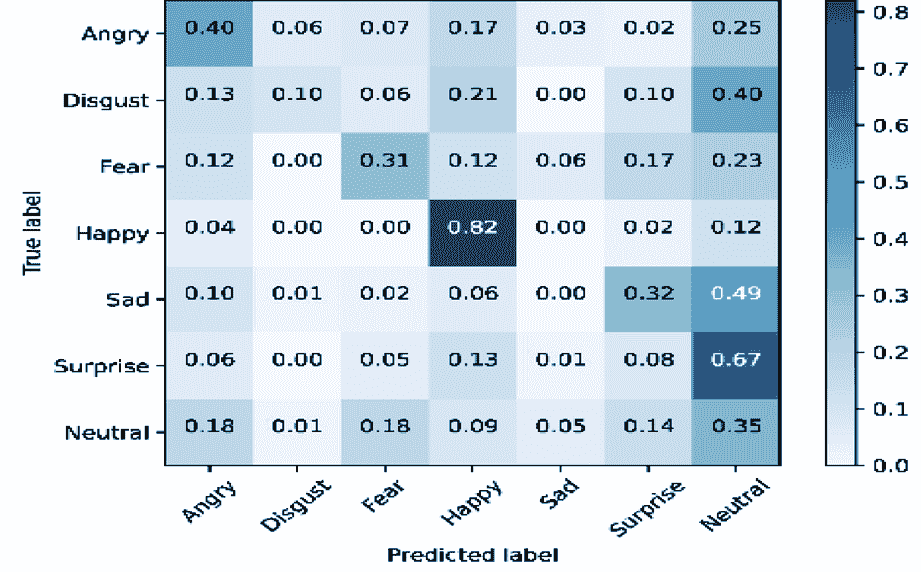 Angry 0.40 0.06 0.07 0.17 0.03 0.02 0.25
Disgust 0.13 0.10 0.06 0.21 0.00 0.10 0.40
Fear 0.12 0.00 0.31 0.12 0.06 0.17 0.23
Happy 0.04 0.00 0.00 0.82 0.00 0.02 0.12
Sad 0.10 0.01 0.02 0.06 0.00 0.32 0.49
Surprise 0.06 0.00 0.05 0.13 0.01 0.08 0.67
Neutral 0.18 0.01 0.18 0.09 0.05 0.14 0.35
True label
Angry Disgust Fear Happy Sad Surprise Neutral
Predicted label
0.8
0.7
0.6
0.5
0.4
0.3
0.2
0.1
0.0